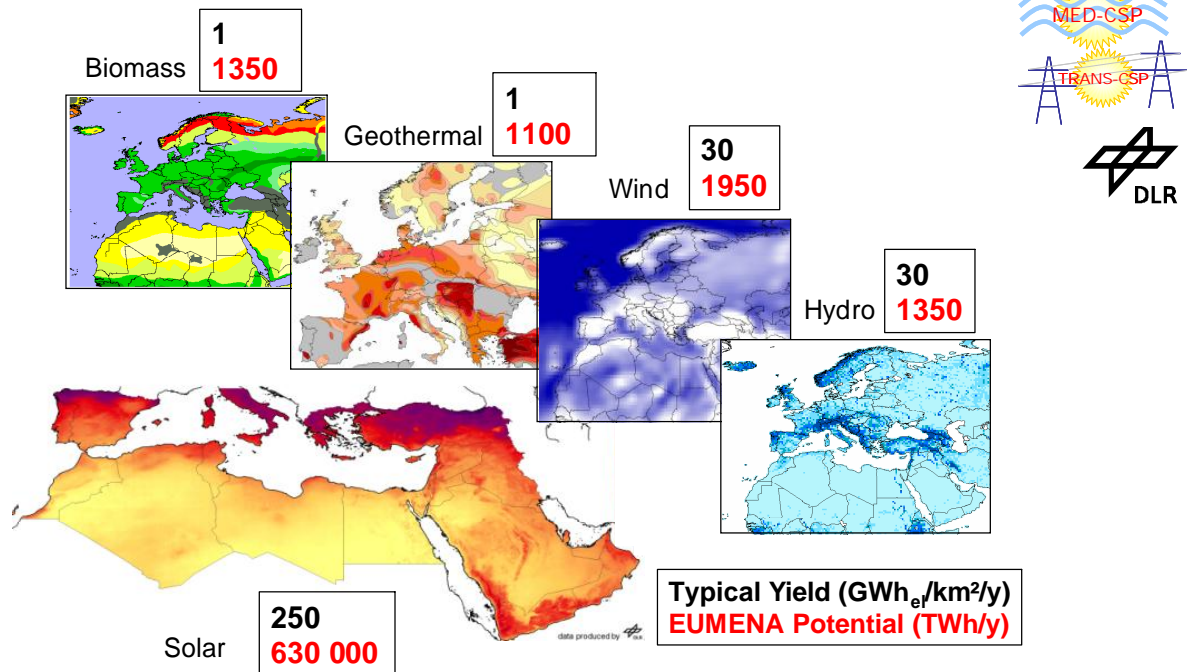 MED-CSP
TRANS-CSP
DLR
1
Biomass
1350
1
Geothermal
1100
30
Wind
1950
30
Hydro
1350
250
Solar
630 000
data produced by DLR
Typical Yield (GWhel/km²/y)
EUMENA Potential (TWh/y)